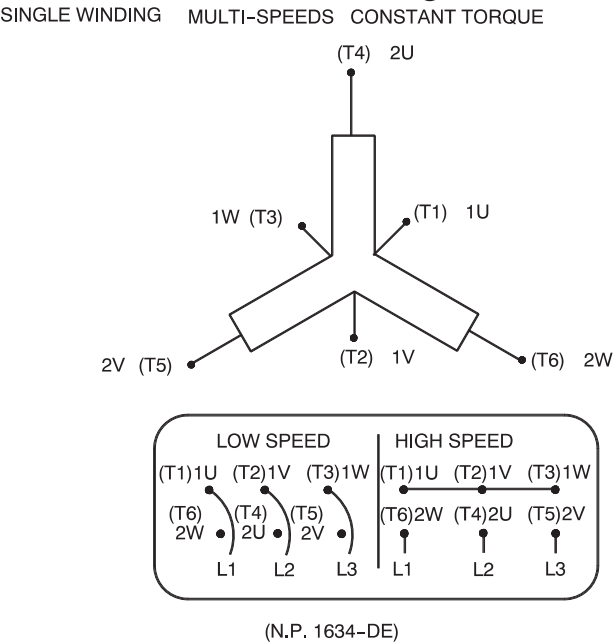 SINGLE WINDING MULTI-SPEEDS CONSTANT TORQUE
(T4) 2U
1W (T3)
(T1) 1U
2V (T5)
(T2) 1V
(T6) 2W
LOW SPEED HIGH SPEED
(T1)1U (T2)1V (T3)1W (T1)1U (T2)1V (T3)1W
(T6) (T4) (T5) (T6)2W (T4)2U (T5)2V
2W 2U 2V
L1 L2 L3 L1 L2 L3
(N.P. 1634-DE)